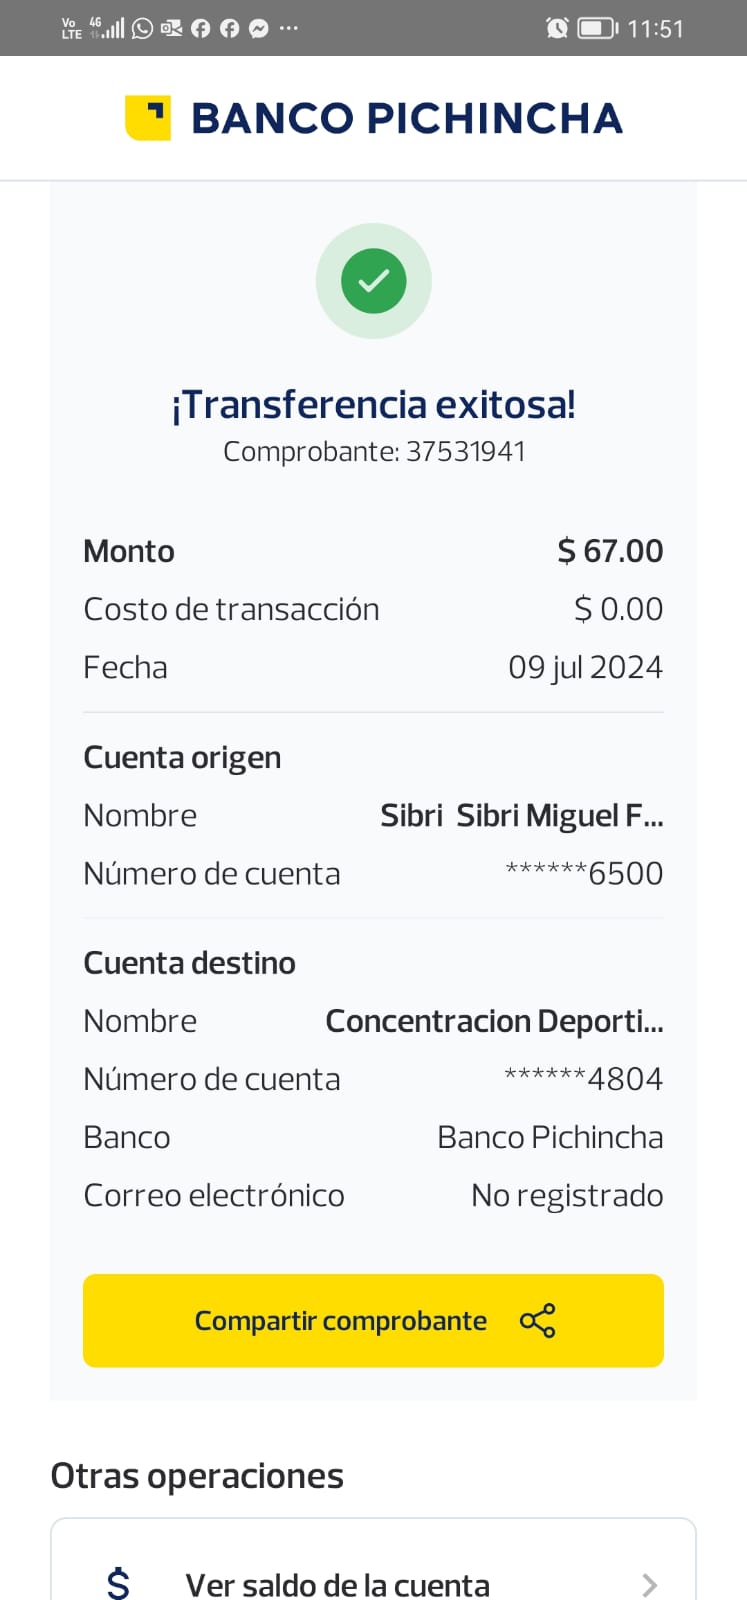 Vo LTE 4G 11:51
BANCO PICHINCHA
¡Transferencia exitosa!
Comprobante: 37531941
Monto $ 67.00
Costo de transacción $ 0.00
Fecha 09 jul 2024
Cuenta origen
Nombre Sibri Sibri Miguel F...
Número de cuenta ******6500
Cuenta destino
Nombre Concentracion Deporti...
Número de cuenta ******4804
Banco Banco Pichincha
Correo electrónico No registrado
Compartir comprobante
Otras operaciones
$ Ver saldo de la cuenta